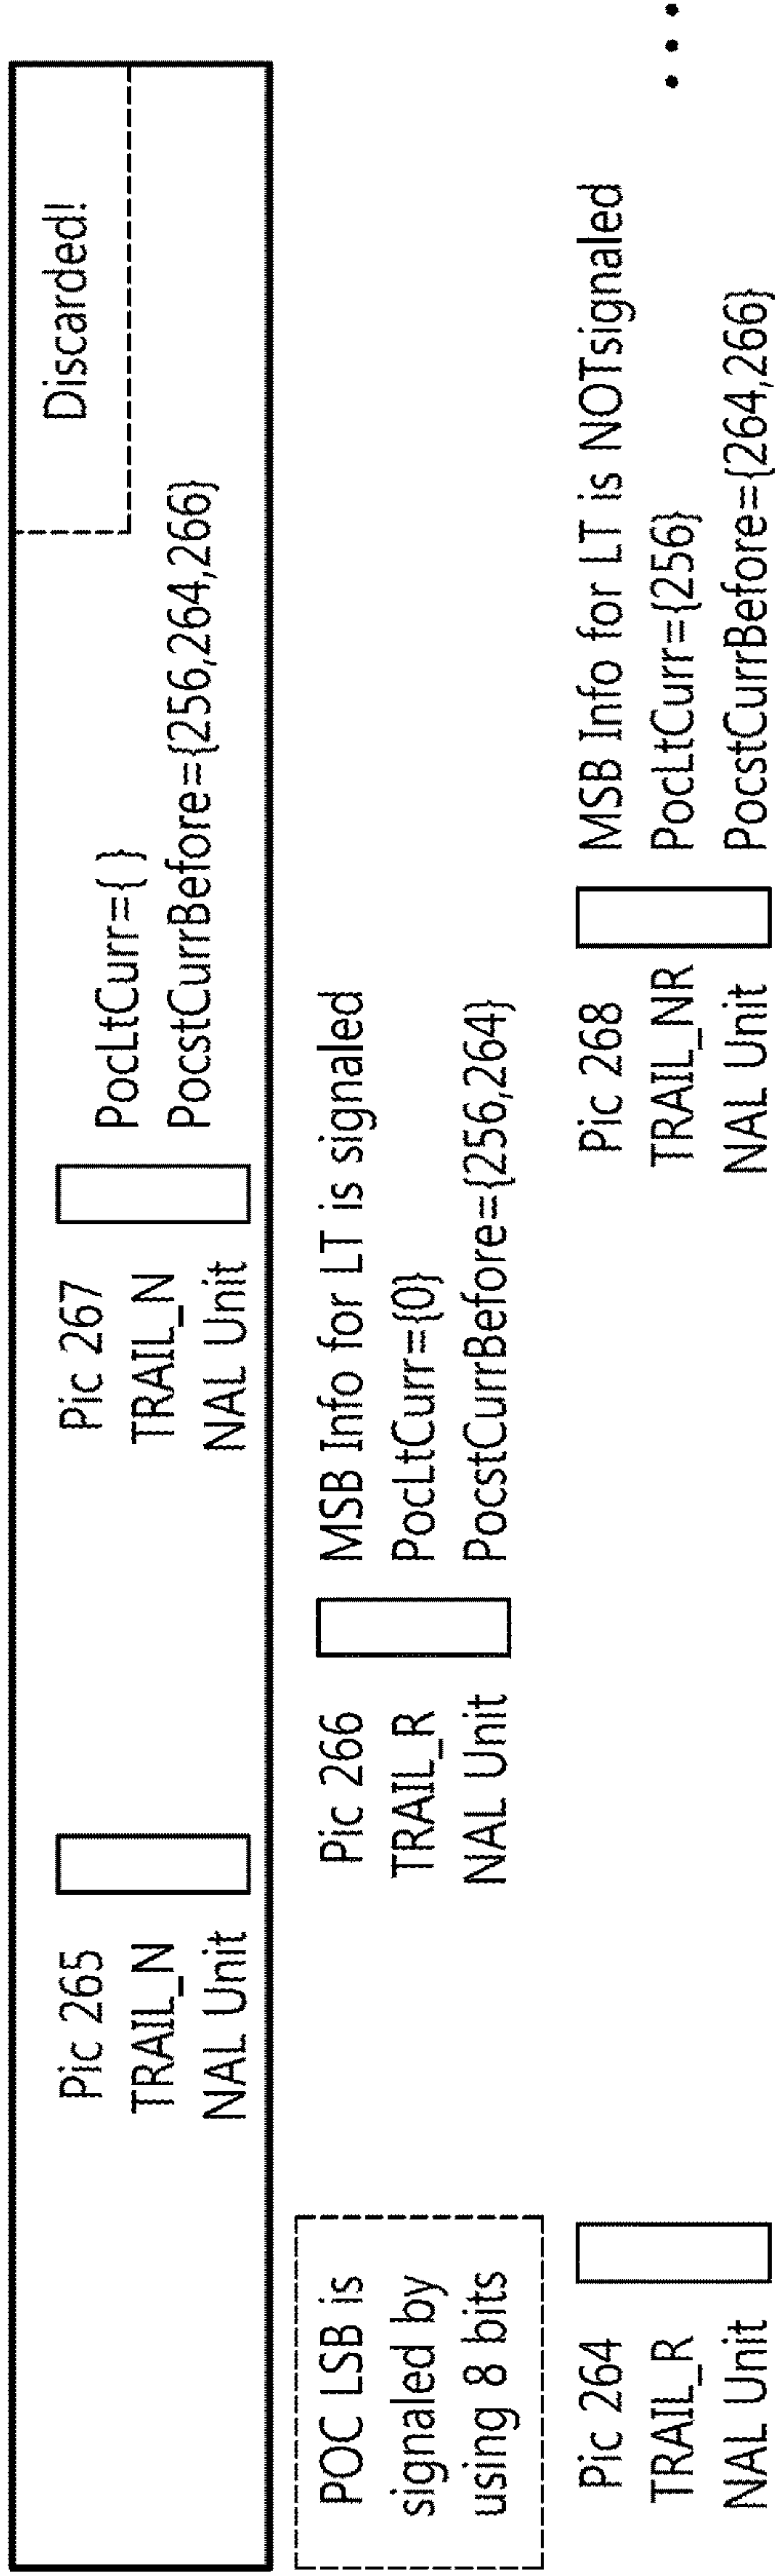 Discarded!
Pic 265
TRAIL_N
NAL Unit
Pic 267
TRAIL_N
NAL Unit
PocLtCurr={ }
PocstCurrBefore={256,264,266}
POC LSB is
signaled by
using 8 bits
Pic 266
TRAIL_R
NAL Unit
MSB Info for LT is signaled
PocLtCurr={0}
PocstCurrBefore={256,264}
Pic 264
TRAIL_R
NAL Unit
Pic 268
TRAIL_NR
NAL Unit
MSB Info for LT is NOTsignaled
PocLtCurr={256}
PocstCurrBefore={264,266}
• • •